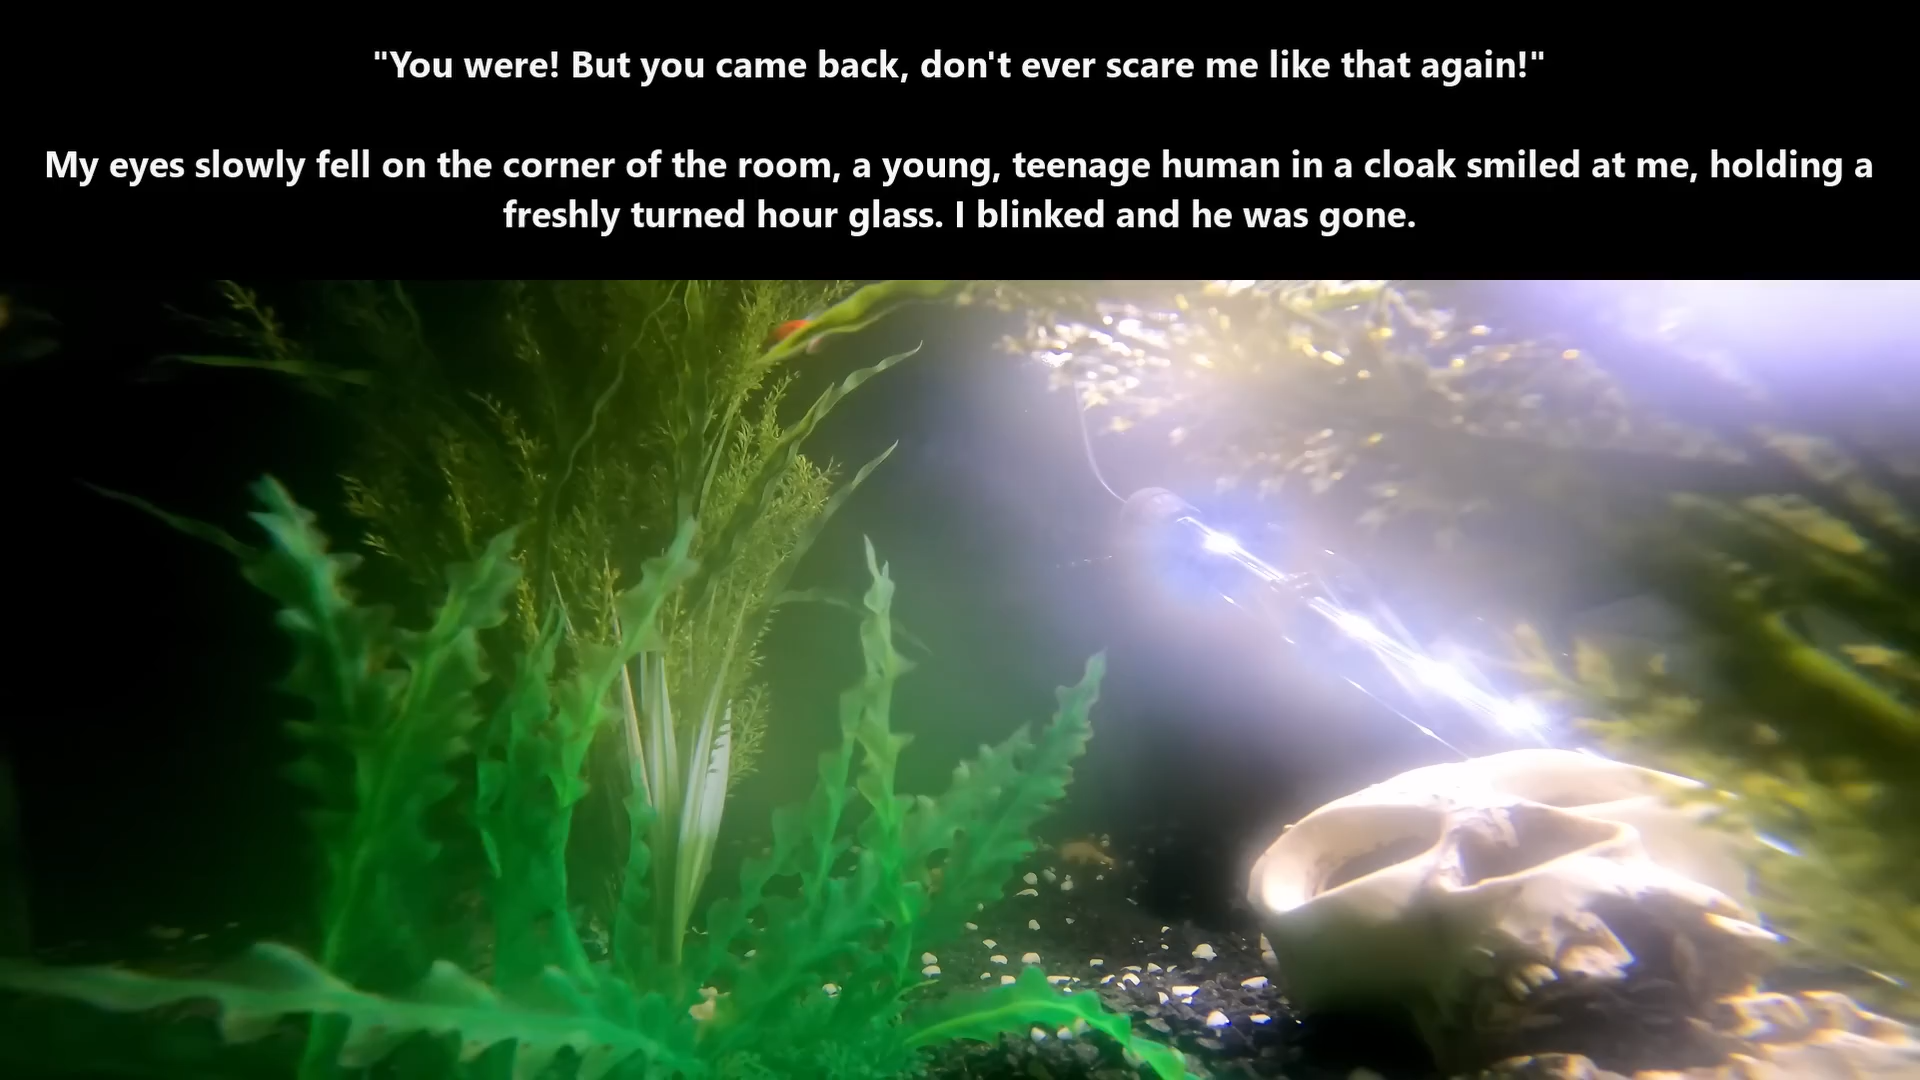 "You were! But you came back, don't ever scare me like that again!"
My eyes slowly fell on the corner of the room, a young, teenage human in a cloak smiled at me, holding a
freshly turned hour glass. I blinked and he was gone.